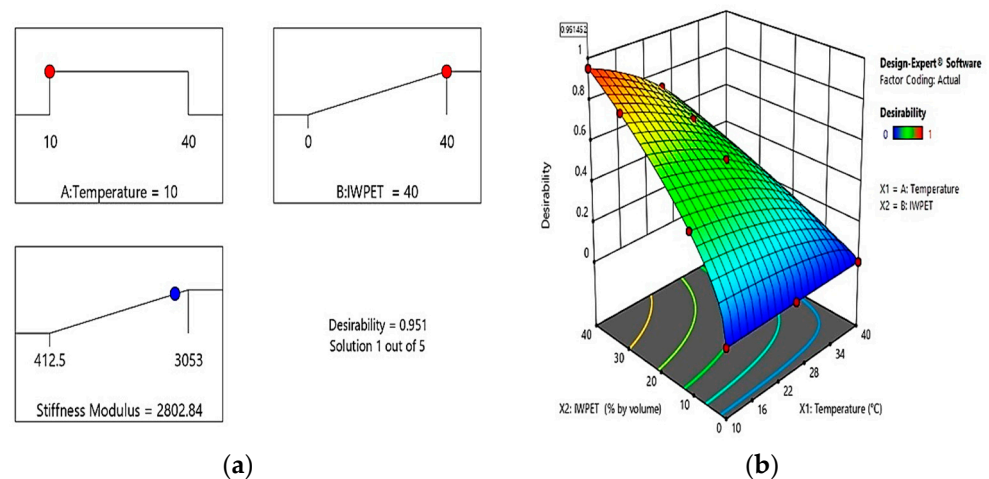 10
40
A:Temperature = 10
0
40
B:IWPET = 40
412.5
3053
Stiffness Modulus = 2802.84
Desirability = 0.951
Solution 1 out of 5
(a)
0.951452
1
0.8
0.6
0.4
0.2
0
Desirability
40
30
20
10
0
X2: IWPET (% by volume)
10
16
22
28
34
40
X1: Temperature (°C)
Design-Expert® Software
Factor Coding: Actual
Desirability
0
1
X1 = A: Temperature
X2 = B: IWPET
(b)